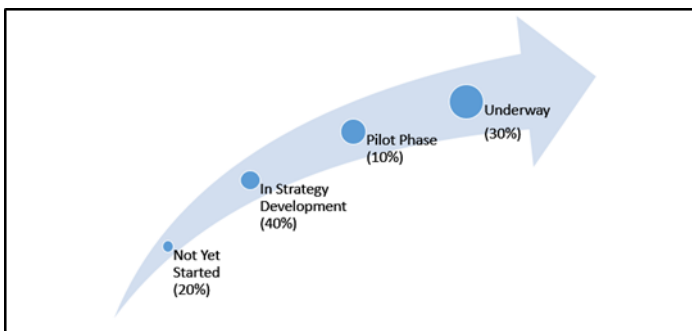 Underway
(30%)
Pilot Phase
(10%)
In Strategy
Development
(40%)
Not Yet
Started
(20%)